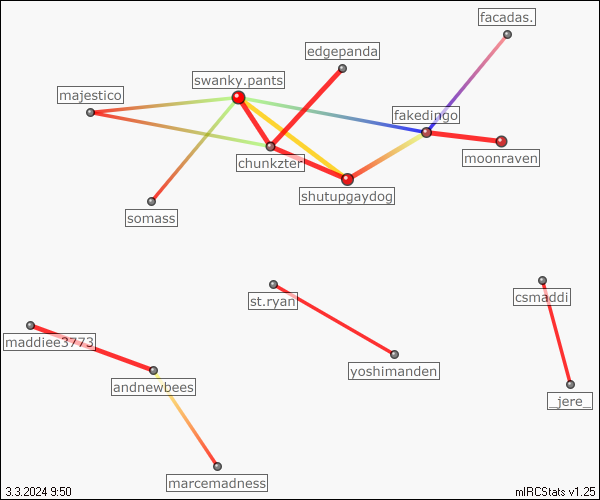 facadas.
edgepanda
swanky.pants
majestico
fakedingo
chunkzter
moonraven
shutupgaydog
somass
st.ryan
csmaddi
maddiee3773
yoshimanden
andnewbees
_jere_
marcemadness
3.3.2024 9:50
mIRCStats v1.25